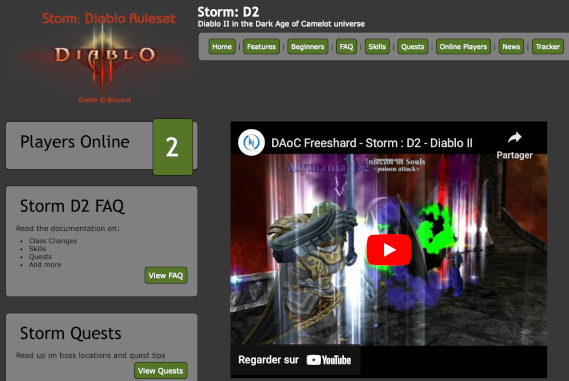 Storm: Diablo Ruleset
DIABLO
Diablo © Blizzard
Storm: D2
Diablo II in the Dark Age of Camelot universe
Home | Features | Beginners | FAQ | Skills | Quests | Online Players | News | Tracker
Players Online 2
Storm D2 FAQ
Read the documentation on:
Class Changes
Skills
Quests
And more
View FAQ
Storm Quests
Read up on boss locations and quest tips
View Quests
DAoC Freeshard - Storm : D2 - Diablo II
Partager
D2
Infector of Souls
<poison attack>
Regarder sur YouTube